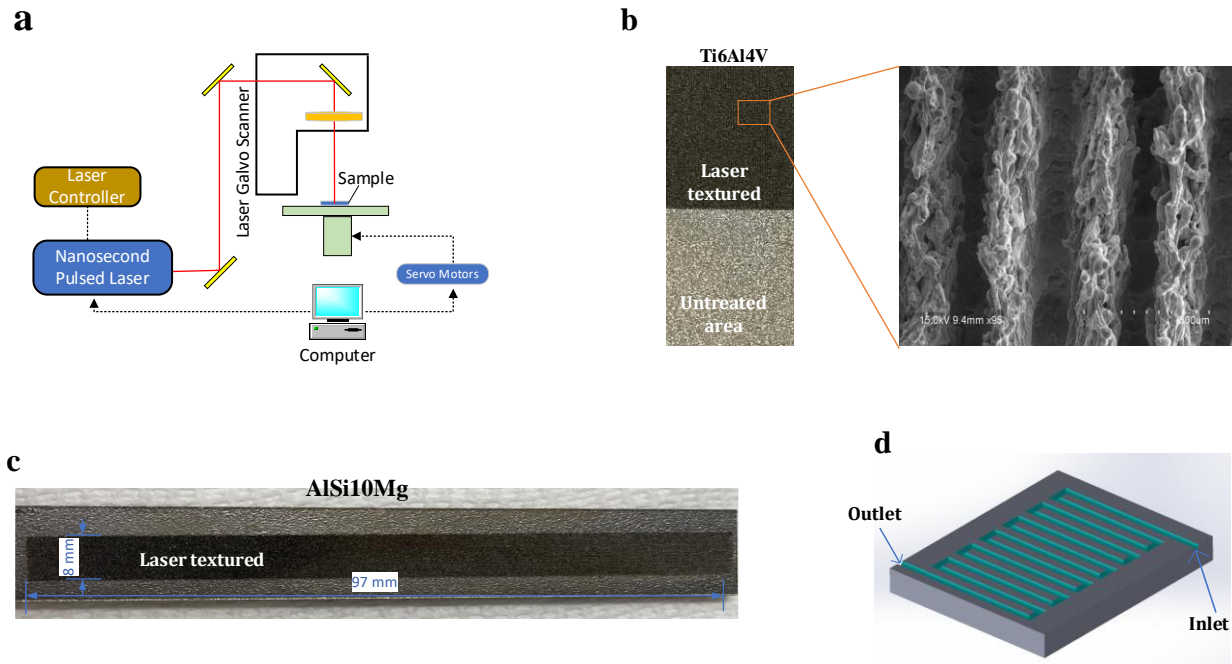 a
Laser Galvo Scanner
Sample
Laser
Controller
Nanosecond
Pulsed Laser
Servo Motors
Computer
b
Ti6Al4V
Laser
textured
Untreated
area
15.0kV 9.4mm x95
c
AlSi10Mg
Laser textured
8 mm
97 mm
d
Outlet
Inlet